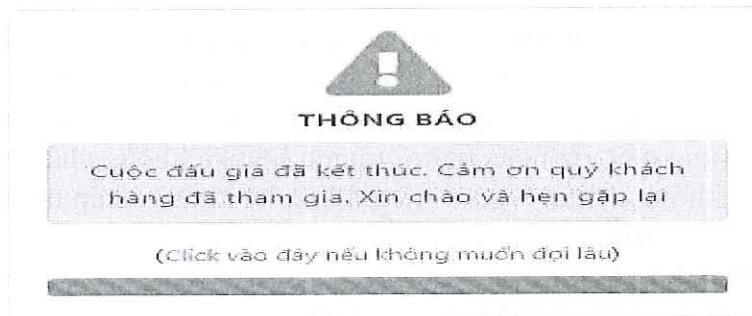 THÔNG BÁO
Cuộc đấu giá đã kết thúc. Cảm ơn quý khách
hàng đã tham gia. Xin chào và hẹn gặp lại
(Click vào đây nếu không muốn đợi lâu)